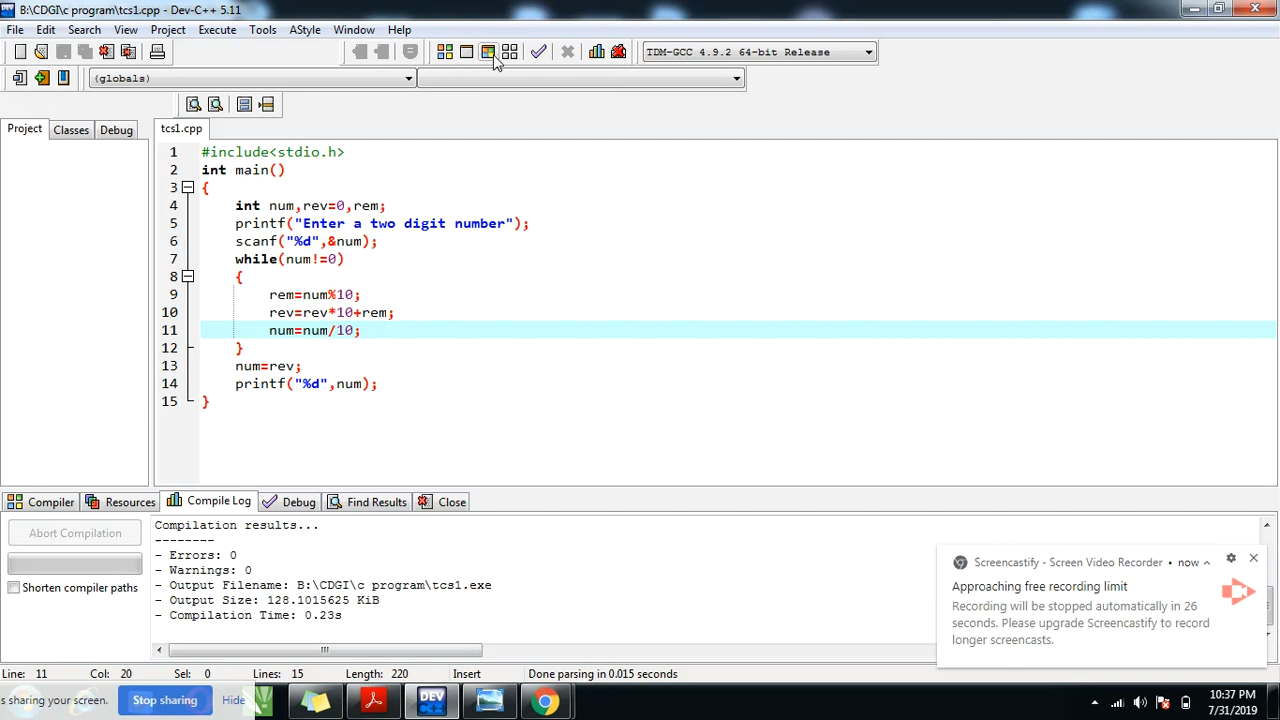 B:\CDGI\c program\tcs1.cpp - Dev-C++ 5.11
File Edit Search View Project Execute Tools AStyle Window Help
TDM-GCC 4.9.2 64-bit Release
(globals)
Project Classes Debug
tcs1.cpp
1 #include<stdio.h>
2 int main()
3 {
4 int num,rev=0,rem;
5 printf("Enter a two digit number");
6 scanf("%d",&num);
7 while(num!=0)
8 {
9 rem=num%10;
10 rev=rev*10+rem;
11 num=num/10;
12 }
13 num=rev;
14 printf("%d",num);
15 }
Compiler Resources Compile Log Debug Find Results Close
Abort Compilation
Shorten compiler paths
Compilation results...
--------
- Errors: 0
- Warnings: 0
- Output Filename: B:\CDGI\c program\tcs1.exe
- Output Size: 128.1015625 KiB
- Compilation Time: 0.23s
Screencastify - Screen Video Recorder • now
Approaching free recording limit
Recording will be stopped automatically in 26
seconds. Please upgrade Screencastify to record
longer screencasts.
Line: 11 Col: 20 Sel: 0 Lines: 15 Length: 220 Insert Done parsing in 0.015 seconds
s sharing your screen. Stop sharing Hide
DEV
10:37 PM
7/31/2019